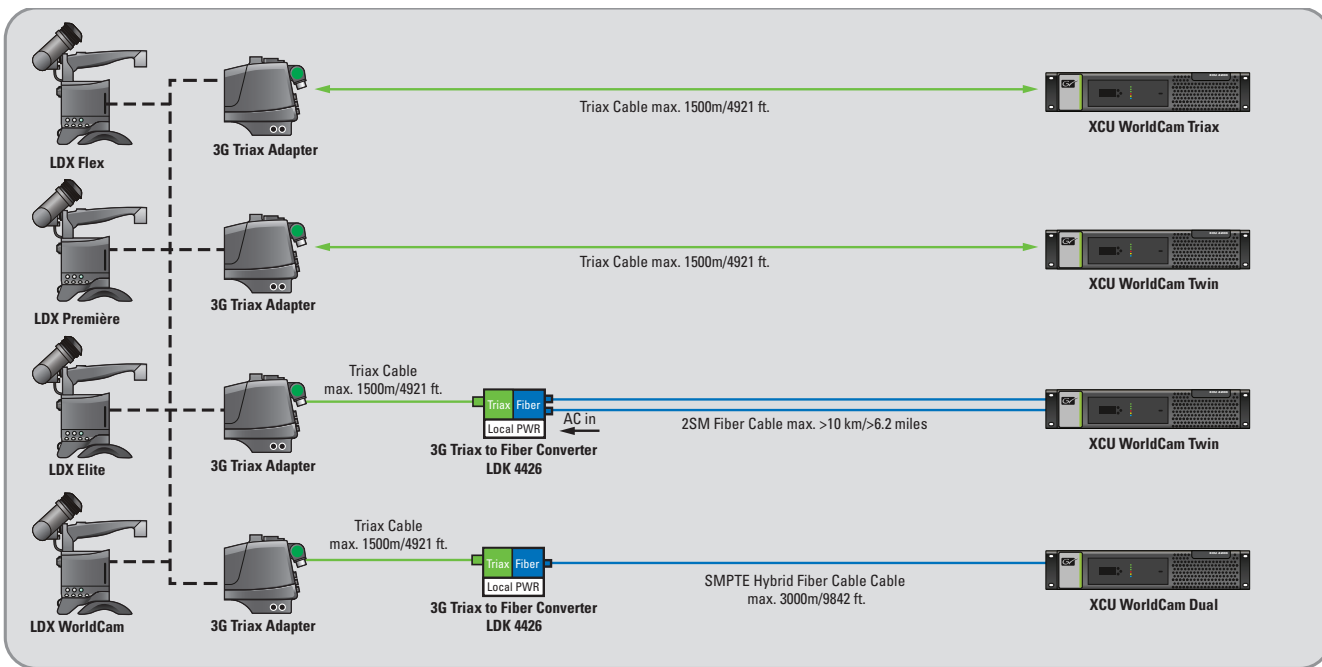 LDX Flex
3G Triax Adapter
Triax Cable max. 1500m/4921 ft.
XCU WorldCam Triax
LDX Première
3G Triax Adapter
Triax Cable max. 1500m/4921 ft.
XCU WorldCam Twin
LDX Elite
3G Triax Adapter
Triax Cable
max. 1500m/4921 ft.
Triax Fiber
Local PWR
AC in
3G Triax to Fiber Converter
LDK 4426
2SM Fiber Cable max. >10 km/>6.2 miles
XCU WorldCam Twin
LDX WorldCam
3G Triax Adapter
Triax Cable
max. 1500m/4921 ft.
Triax Fiber
Local PWR
3G Triax to Fiber Converter
LDK 4426
SMPTE Hybrid Fiber Cable Cable
max. 3000m/9842 ft.
XCU WorldCam Dual